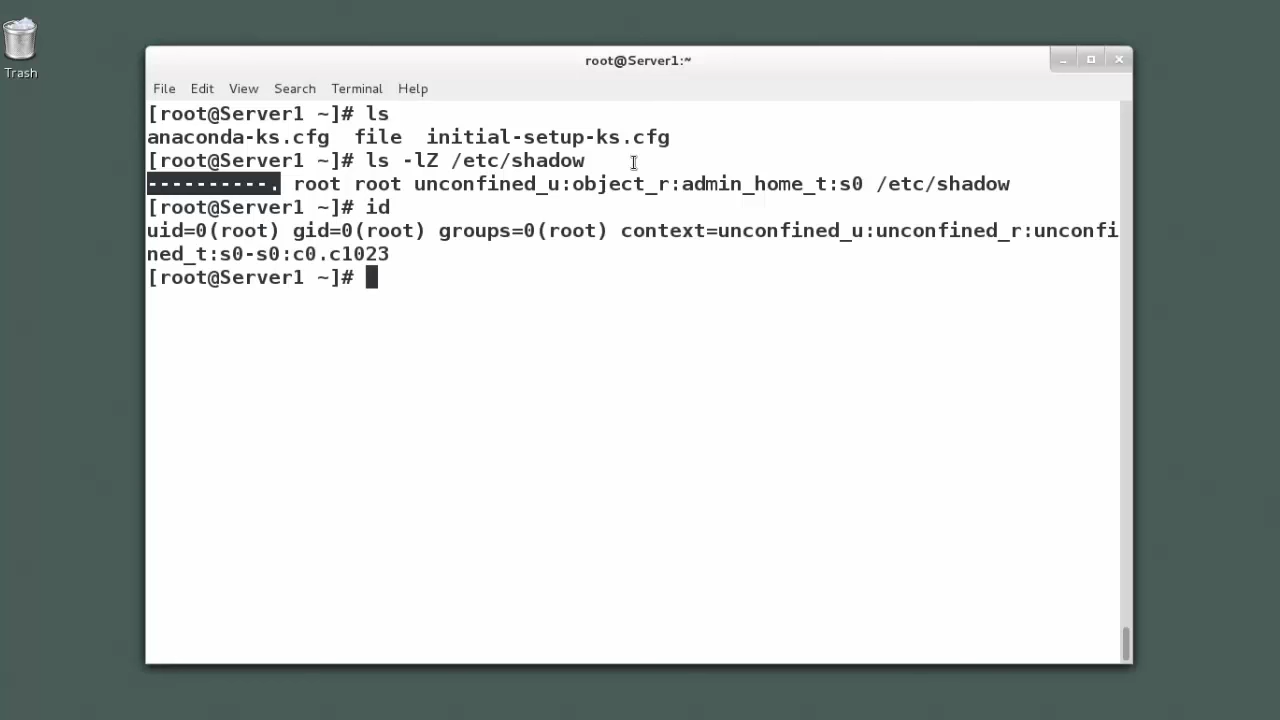 Trash
root@Server1:~
File Edit View Search Terminal Help
[root@Server1 ~]# ls
anaconda-ks.cfg  file  initial-setup-ks.cfg
[root@Server1 ~]# ls -lZ /etc/shadow
----------. root root unconfined_u:object_r:admin_home_t:s0 /etc/shadow
[root@Server1 ~]# id
uid=0(root) gid=0(root) groups=0(root) context=unconfined_u:unconfined_r:unconfi
ned_t:s0-s0:c0.c1023
[root@Server1 ~]#